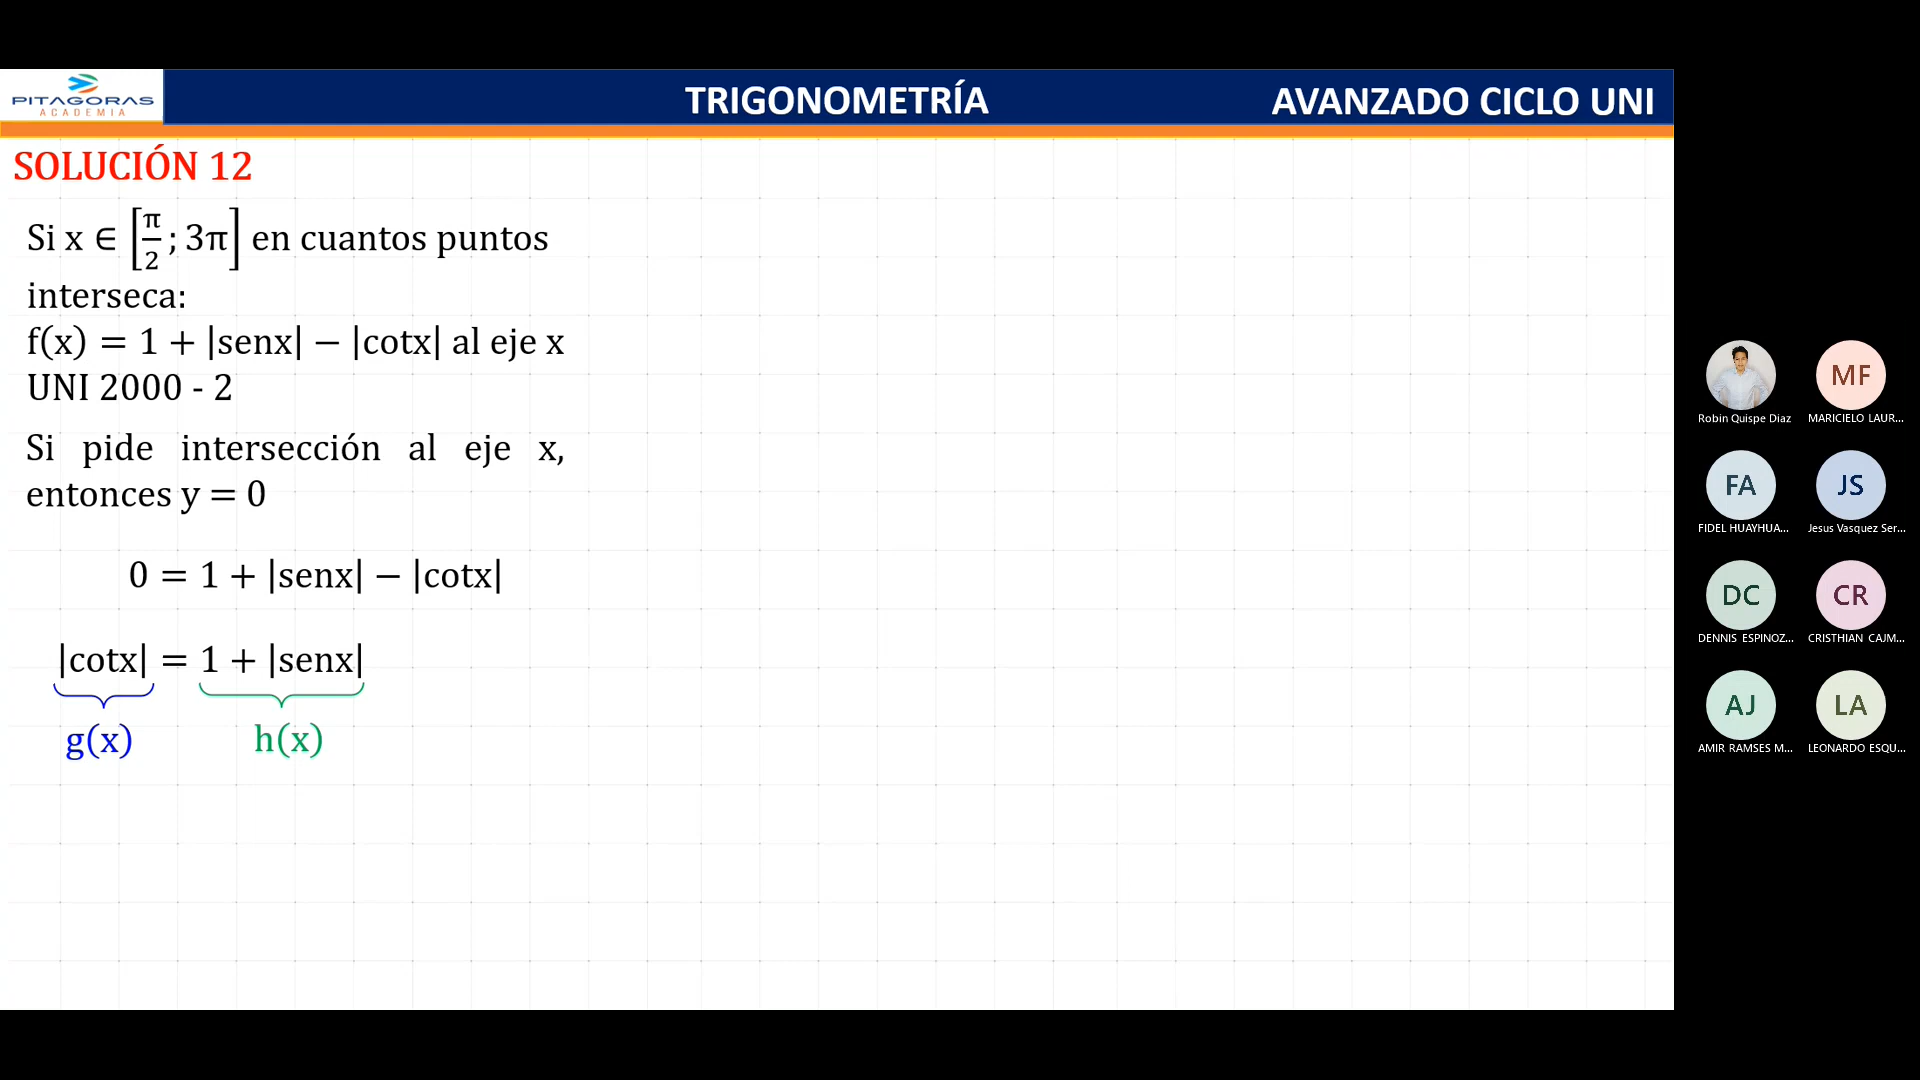 PITAGORAS
ACADEMIA
TRIGONOMETRÍA
AVANZADO CICLO UNI
SOLUCIÓN 12
Si x ∈ [π/2 ; 3π] en cuantos puntos
interseca:
f(x) = 1 + |senx| − |cotx| al eje x
UNI 2000 - 2
Si pide intersección al eje x,
entonces y = 0
0 = 1 + |senx| − |cotx|
|cotx| = 1 + |senx|
g(x) h(x)
Robin Quispe Diaz
MF
MARICIELO LAUR...
FA
FIDEL HUAYHUA...
JS
Jesus Vasquez Ser...
DC
DENNIS ESPINOZ...
CR
CRISTHIAN CAJM...
AJ
AMIR RAMSES M...
LA
LEONARDO ESQU...